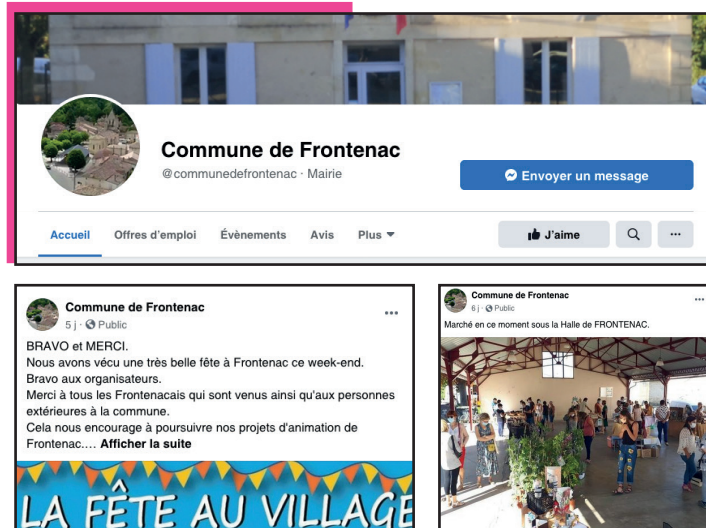 Commune de Frontenac
@communedefrontenac · Mairie
Envoyer un message
Accueil Offres d'emploi Évènements Avis Plus
J'aime
Commune de Frontenac
5 j · Public
BRAVO et MERCI.
Nous avons vécu une très belle fête à Frontenac ce week-end.
Bravo aux organisateurs.
Merci à tous les Frontenacais qui sont venus ainsi qu'aux personnes
extérieures à la commune.
Cela nous encourage à poursuivre nos projets d'animation de
Frontenac.... Afficher la suite
LA FÊTE AU VILLAGE
Commune de Frontenac
6 j · Public
Marché en ce moment sous la Halle de FRONTENAC.